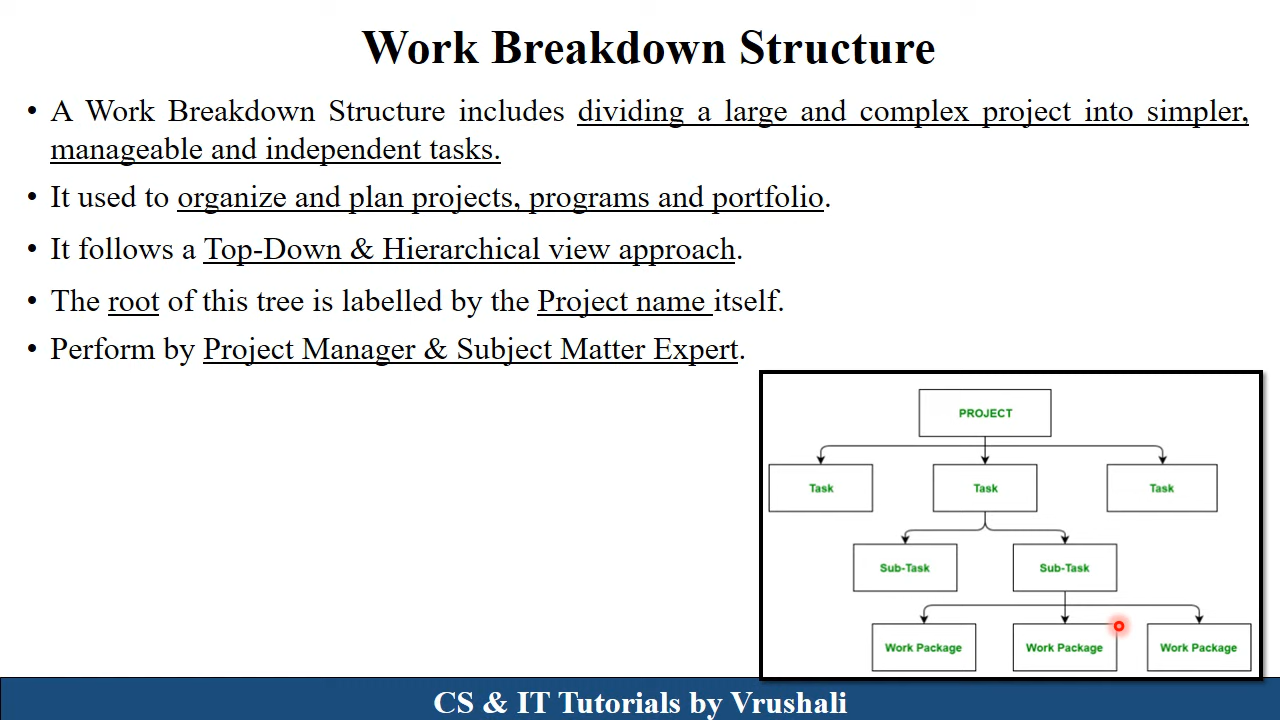 Work Breakdown Structure
• A Work Breakdown Structure includes dividing a large and complex project into simpler,
manageable and independent tasks.
• It used to organize and plan projects, programs and portfolio.
• It follows a Top-Down & Hierarchical view approach.
• The root of this tree is labelled by the Project name itself.
• Perform by Project Manager & Subject Matter Expert.
PROJECT
Task Task Task
Sub-Task Sub-Task
Work Package Work Package Work Package
CS & IT Tutorials by Vrushali